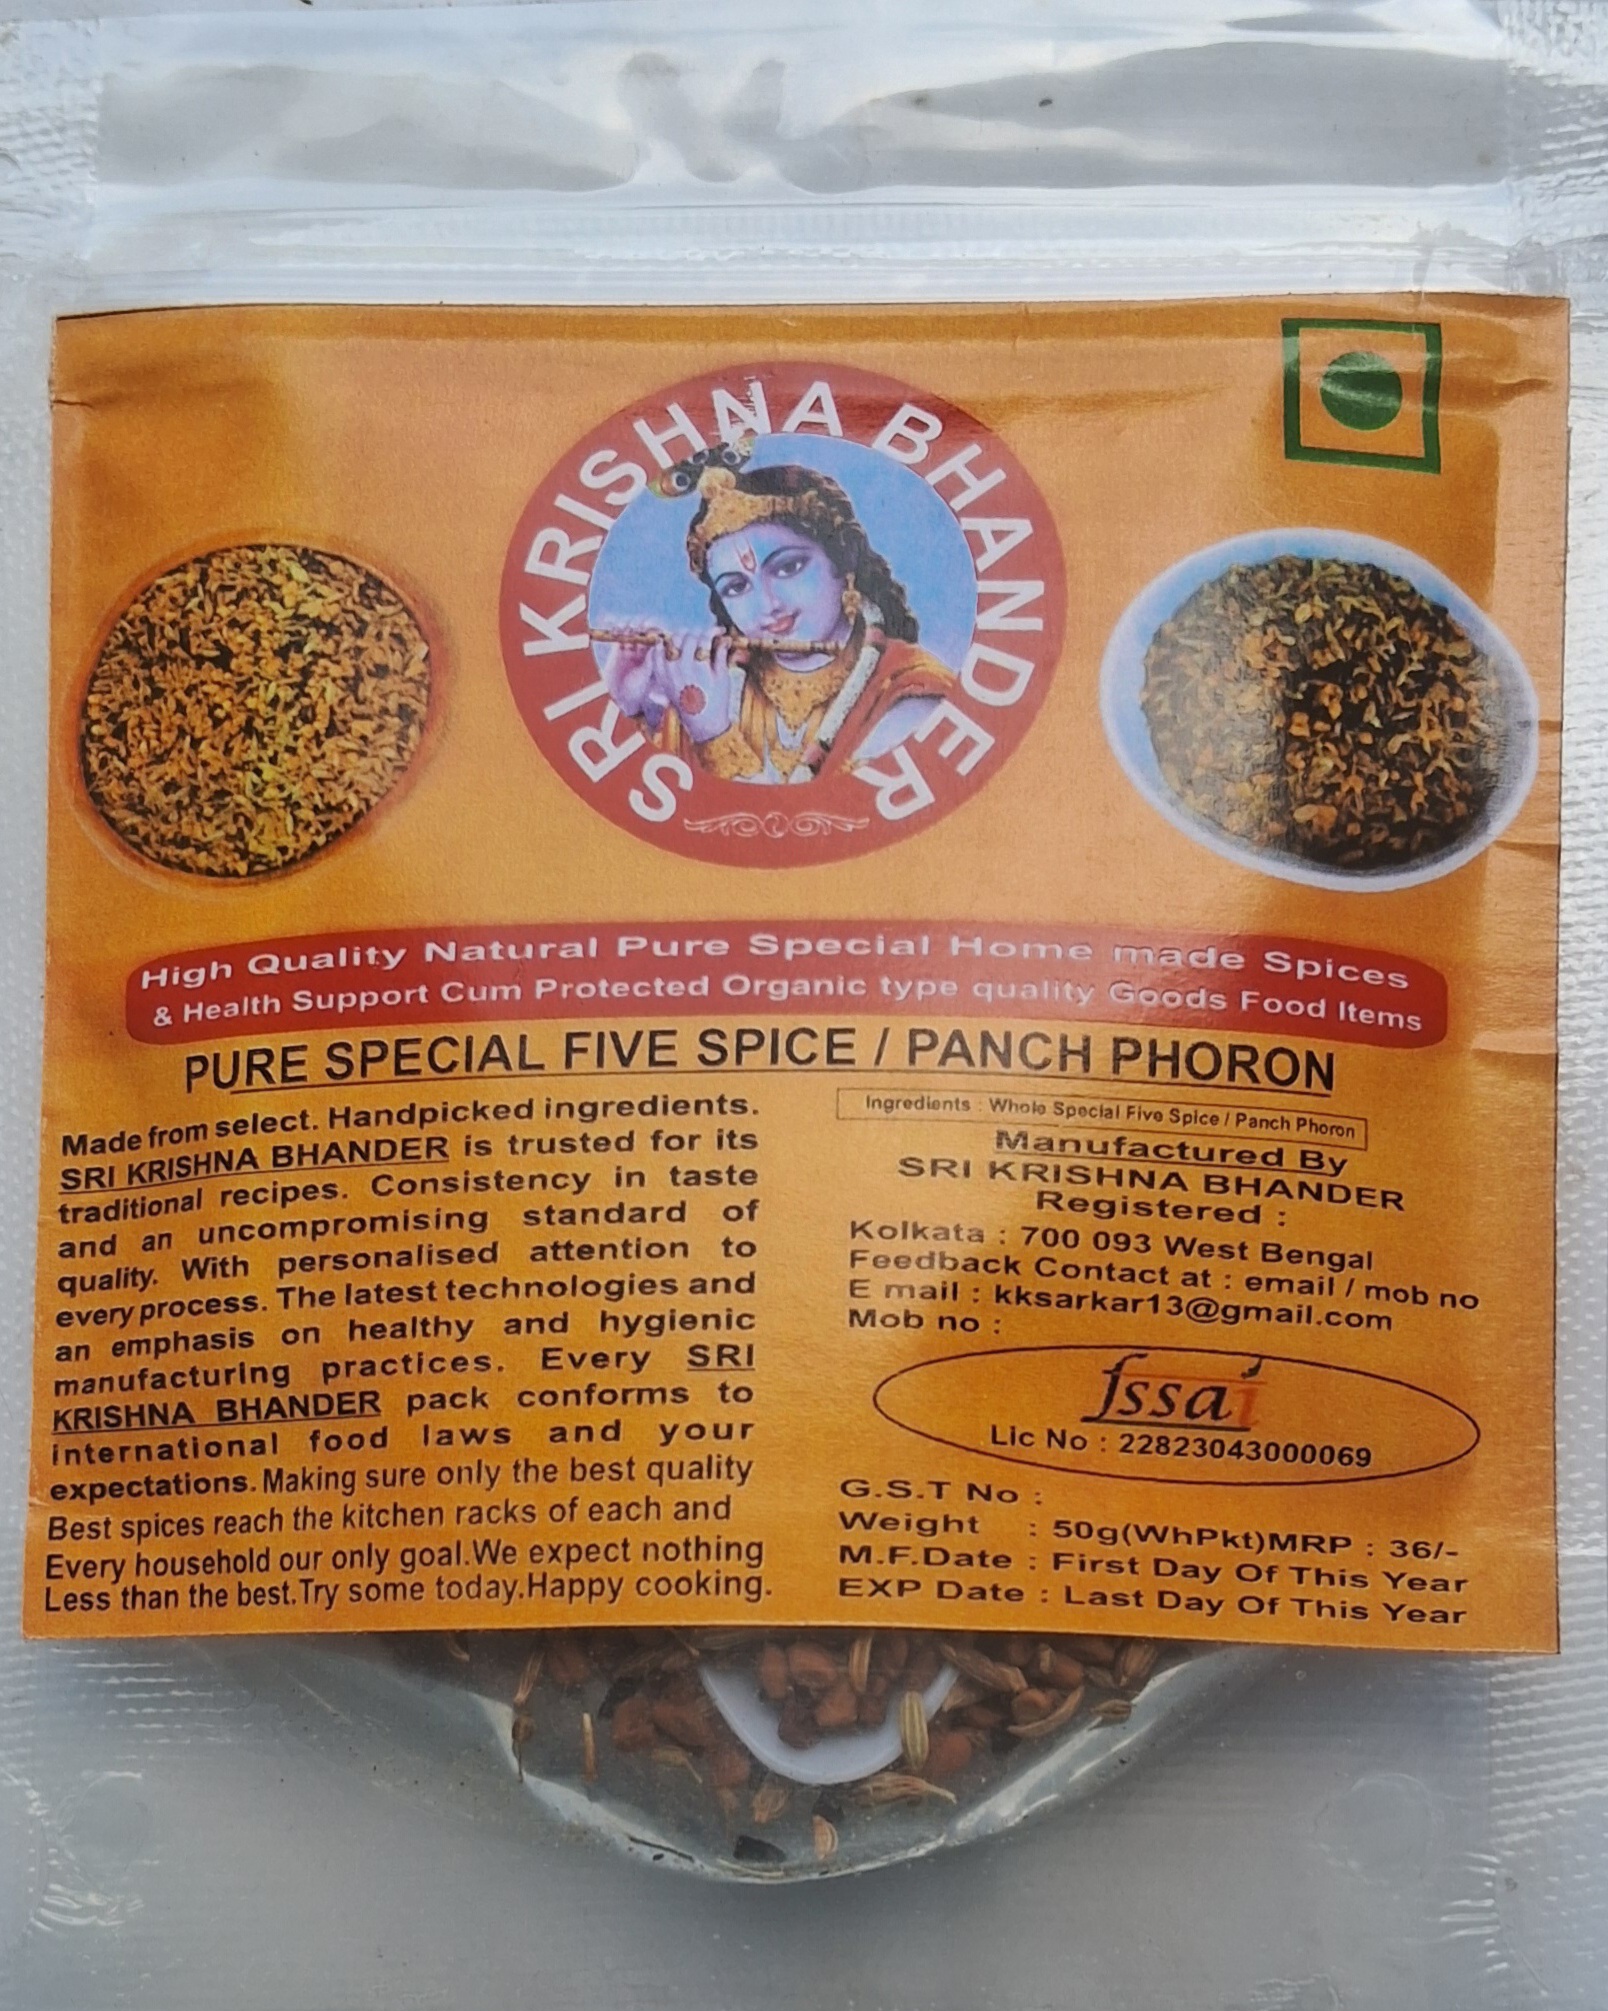 SRI KRISHNA BHANDER
High Quality Natural Pure Special Home made Spices
& Health Support Cum Protected Organic type quality Goods Food Items
PURE SPECIAL FIVE SPICE / PANCH PHORON
Made from select. Handpicked ingredients.
SRI KRISHNA BHANDER is trusted for its
traditional recipes. Consistency in taste
and an uncompromising standard of
quality. With personalised attention to
every process. The latest technologies and
an emphasis on healthy and hygienic
manufacturing practices. Every SRI
KRISHNA BHANDER pack conforms to
international food laws and your
expectations. Making sure only the best quality
Best spices reach the kitchen racks of each and
Every household our only goal.We expect nothing
Less than the best.Try some today.Happy cooking.
Ingredients : Whole Special Five Spice / Panch Phoron
Manufactured By
SRI KRISHNA BHANDER
Registered :
Kolkata : 700 093 West Bengal
Feedback Contact at : email / mob no
E mail : kksarkar13@gmail.com
Mob no :
fssai
Lic No : 22823043000069
G.S.T No :
Weight : 50g(WhPkt)MRP : 36/-
M.F.Date : First Day Of This Year
EXP Date : Last Day Of This Year